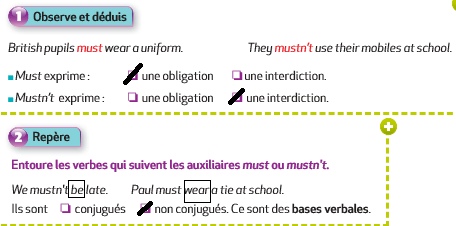 1 Observe et déduis
British pupils must wear a uniform. They mustn't use their mobiles at school.
Must exprime : une obligation une interdiction.
Mustn't exprime : une obligation une interdiction.
2 Repère
Entoure les verbes qui suivent les auxiliaires must ou mustn't.
We mustn't be late. Paul must wear a tie at school.
Ils sont conjugués non conjugués. Ce sont des bases verbales.